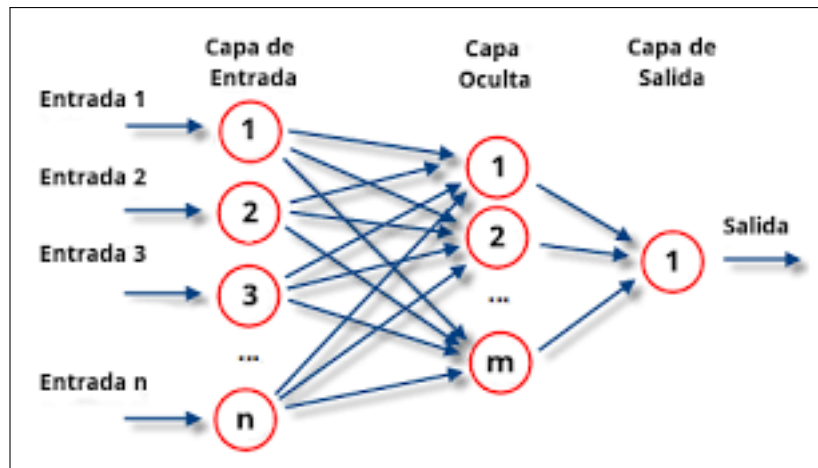 Capa de
Entrada
Capa
Oculta
Capa de
Salida
Entrada 1
1
Entrada 2
2
Entrada 3
3
...
Entrada n
n
1
2
...
m
1
Salida